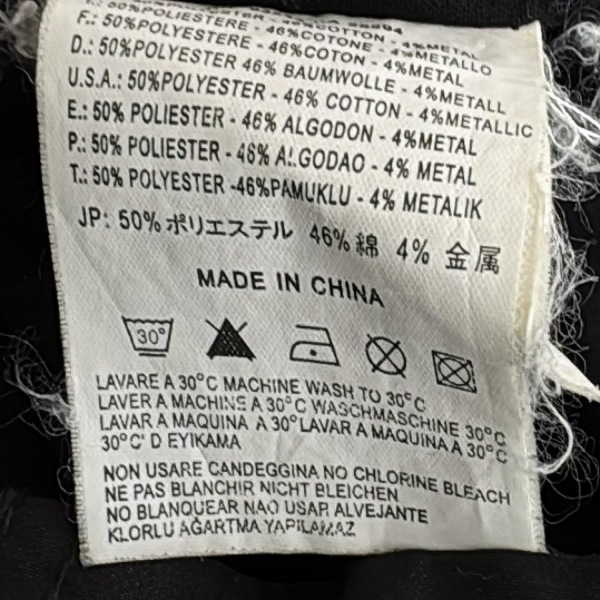 F.: 50%POLYESTERE - 46%COTON - 4%METALLO
D.: 50%POLYESTER 46% BAUMWOLLE - 4%METALL
U.S.A.: 50%POLYESTER - 46% COTTON - 4%METALLIC
E.: 50% POLIESTER - 46% ALGODON - 4%METAL
P.: 50% POLIESTER - 46% ALGODAO - 4% METAL
T.: 50% POLYESTER -46%PAMUKLU - 4% METALIK
JP: 50% ポリエステル 46% 綿 4% 金属
MADE IN CHINA
30°
LAVARE A 30°C MACHINE WASH TO 30°C
LAVER A MACHINE A 30°C WASCHMASCHINE 30°C
LAVAR A MAQUINA A 30°LAVAR A MAQUINA A 30°C
30°C' D EYIKAMA
NON USARE CANDEGGINA NO CHLORINE BLEACH
NE PAS BLANCHIR NICHT BLEICHEN
NO BLANQUEAR NAO USAR ALVEJANTE
KLORLU AĞARTMA YAPILAMAZ